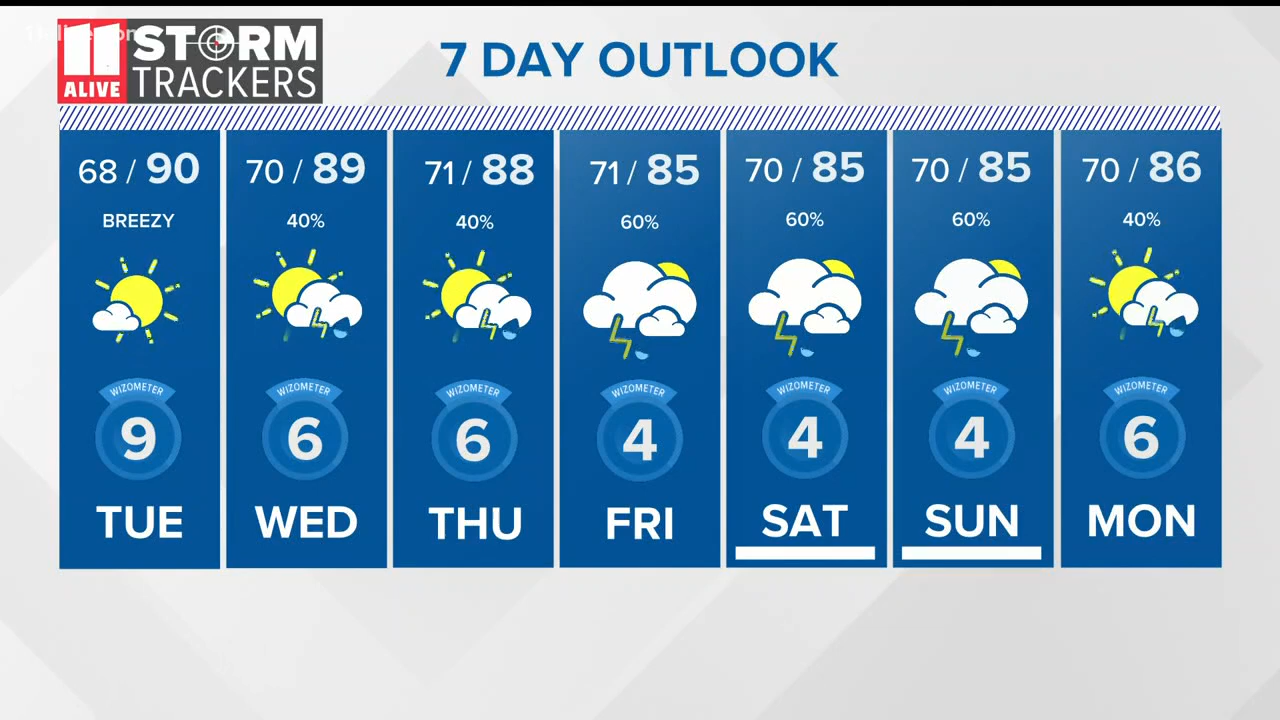 11 ALIVE
STORM
TRACKERS
7 DAY OUTLOOK
68 / 90
BREEZY
WIZOMETER
9
TUE
70 / 89
40%
WIZOMETER
6
WED
71 / 88
40%
WIZOMETER
6
THU
71 / 85
60%
WIZOMETER
4
FRI
70 / 85
60%
WIZOMETER
4
SAT
70 / 85
60%
WIZOMETER
4
SUN
70 / 86
40%
WIZOMETER
6
MON